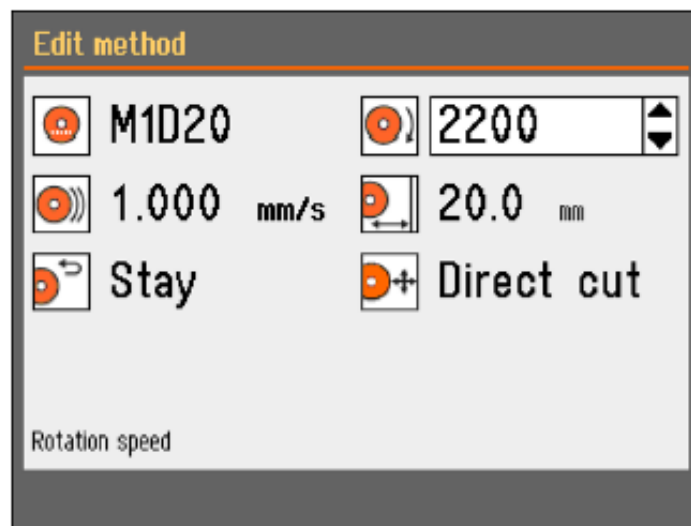 Edit method
M1D20 2200
1.000 mm/s 20.0 mm
Stay Direct cut
Rotation speed